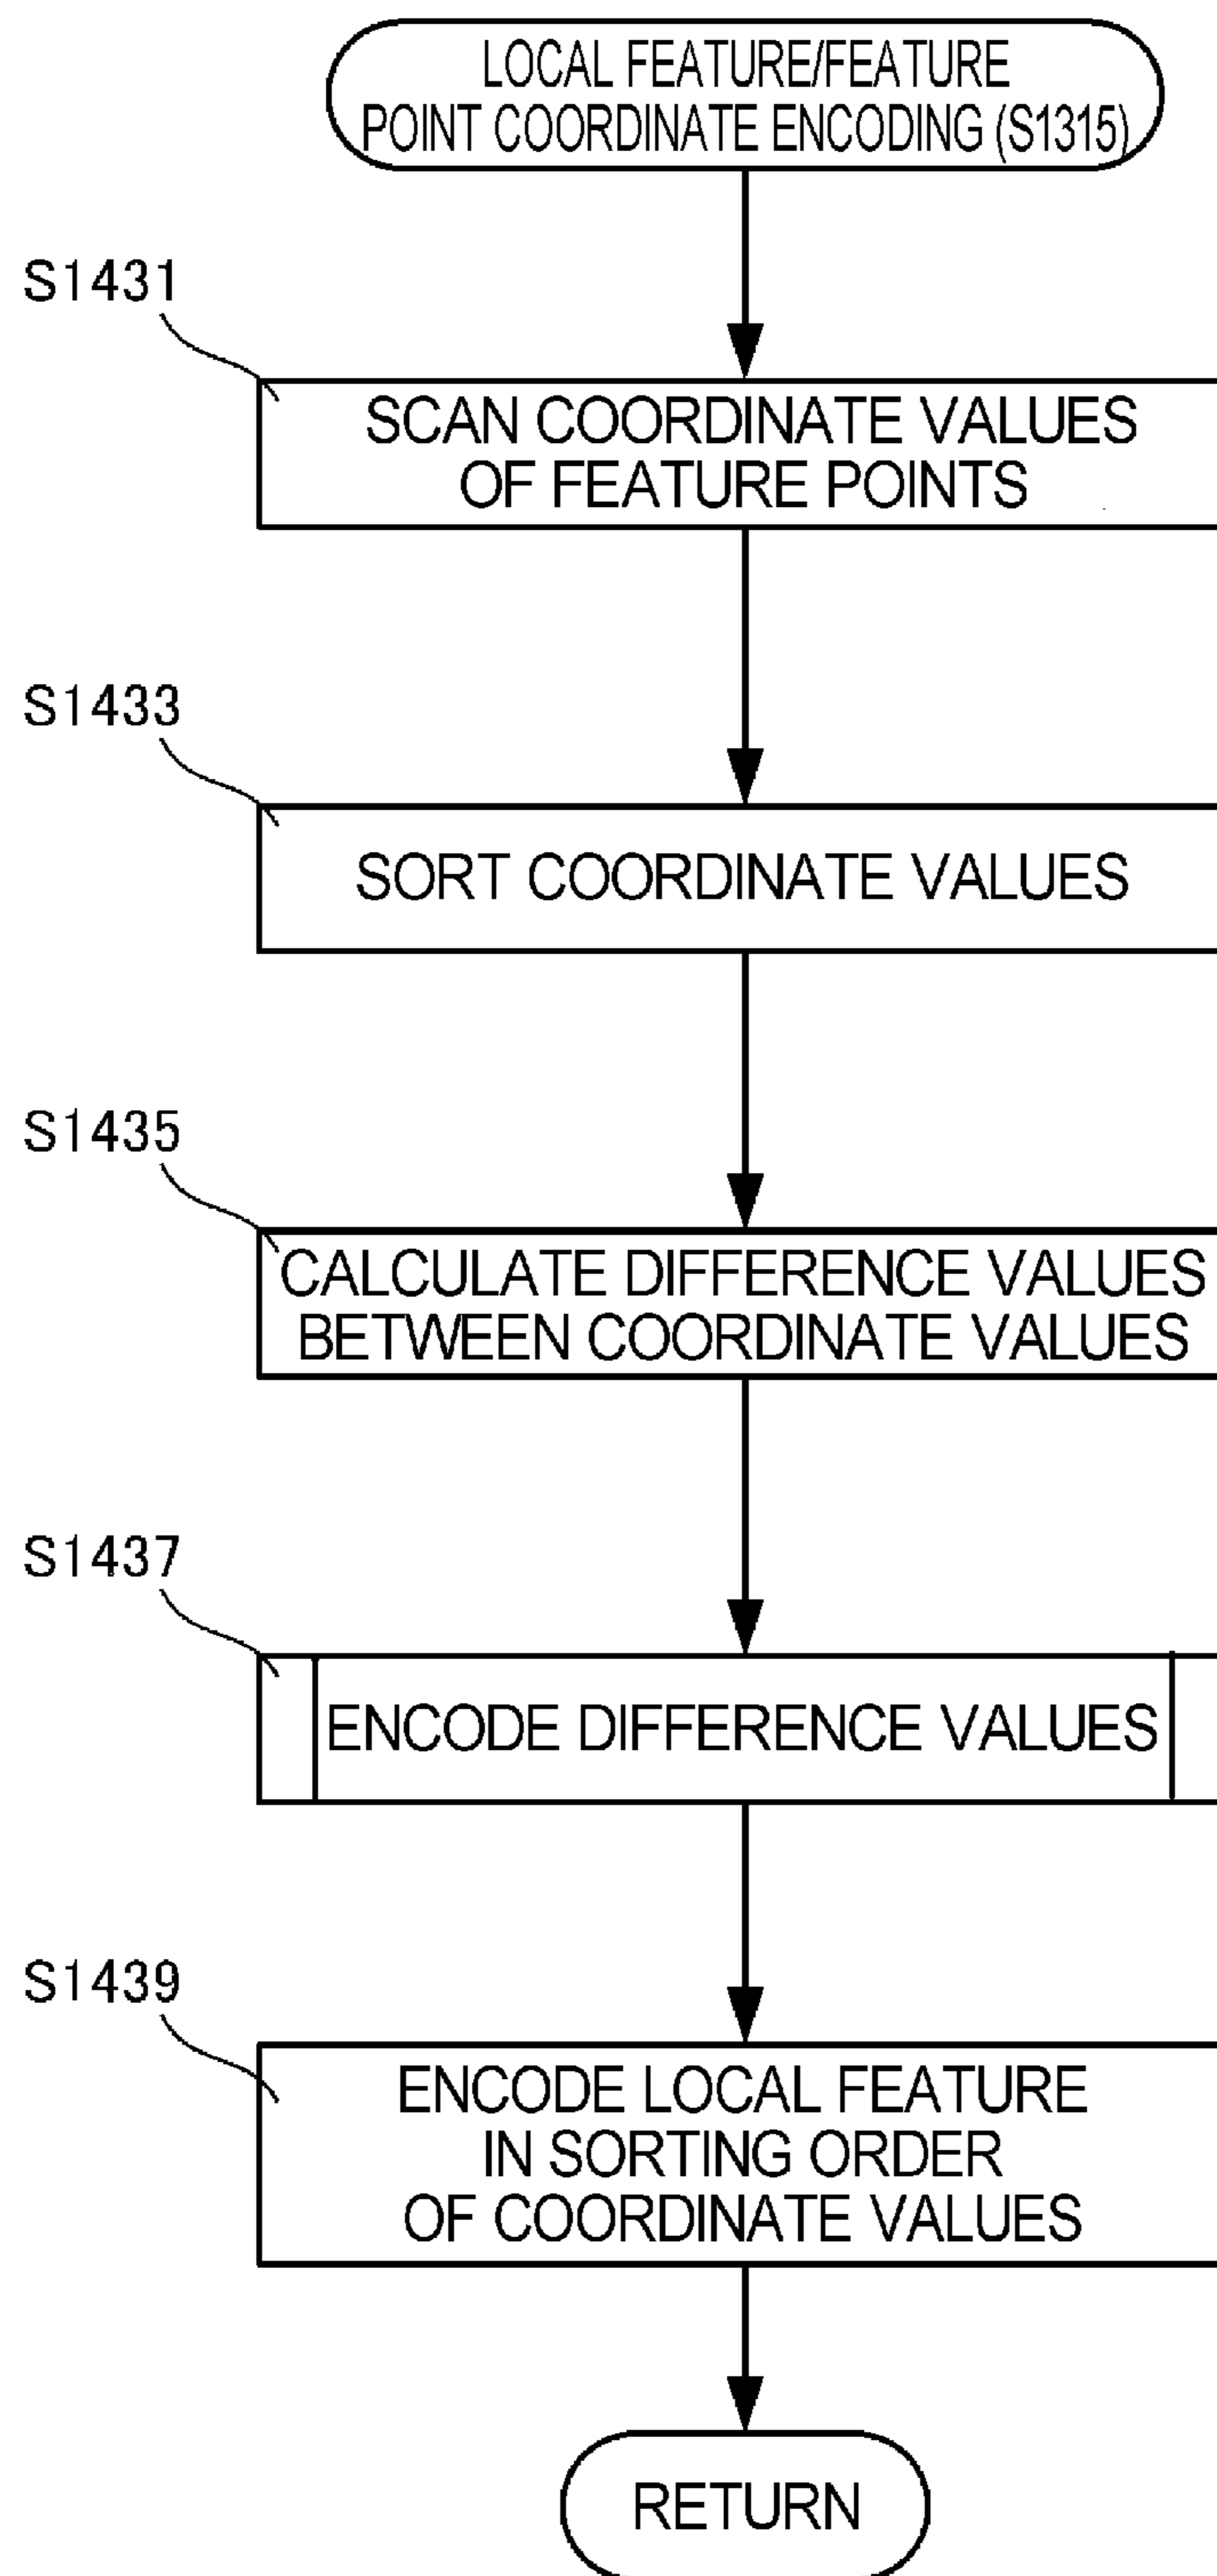 LOCAL FEATURE/FEATURE
POINT COORDINATE ENCODING (S1315)
S1431
SCAN COORDINATE VALUES
OF FEATURE POINTS
S1433
SORT COORDINATE VALUES
S1435
CALCULATE DIFFERENCE VALUES
BETWEEN COORDINATE VALUES
S1437
ENCODE DIFFERENCE VALUES
S1439
ENCODE LOCAL FEATURE
IN SORTING ORDER
OF COORDINATE VALUES
RETURN